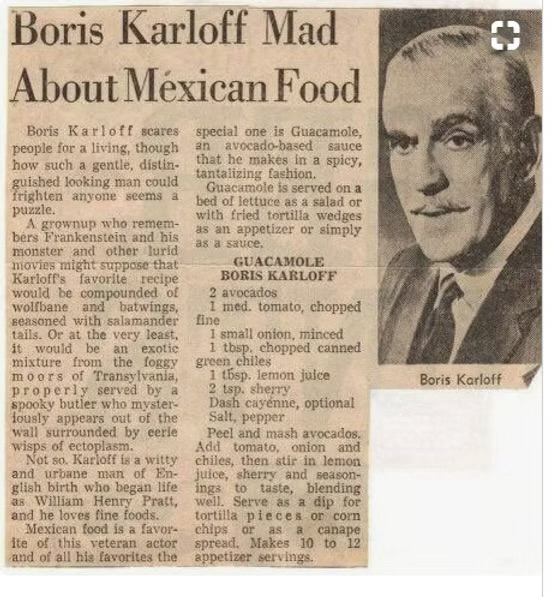 Boris Karloff Mad
About Méxican Food
Boris Karloff scares
people for a living, though
how such a gentle, distin-
guished looking man could
frighten anyone seems a
puzzle.
A grownup who remem-
bers Frankenstein and his
monster and other lurid
movies might suppose that
Karloff's favorite recipe
would be compounded of
wolfbane and batwings,
seasoned with salamander
tails. Or at the very least,
it would be an exotic
mixture from the foggy
moors of Transylvania,
properly served by a
spooky butler who myster-
iously appears out of the
wall surrounded by eerie
wisps of ectoplasm.
Not so. Karloff is a witty
and urbane man of En-
glish birth who began life
as William Henry Pratt,
and he loves fine foods.
Mexican food is a favor-
ite of this veteran actor
and of all his favorites the
special one is Guacamole,
an avocado-based sauce
that he makes in a spicy,
tantalizing fashion.
Guacamole is served on a
bed of lettuce as a salad or
with fried tortilla wedges
as an appetizer or simply
as a sauce.
GUACAMOLE
BORIS KARLOFF
2 avocados
1 med. tomato, chopped
fine
1 small onion, minced
1 tbsp. chopped canned
green chiles
1 tbsp. lemon juice
2 tsp. sherry
Dash cayenne, optional
Salt, pepper
Peel and mash avocados.
Add tomato, onion and
chiles, then stir in lemon
juice, sherry and season-
ings to taste, blending
well. Serve as a dip for
tortilla pieces or corn
chips or as a canape
spread. Makes 10 to 12
appetizer servings.
Boris Karloff